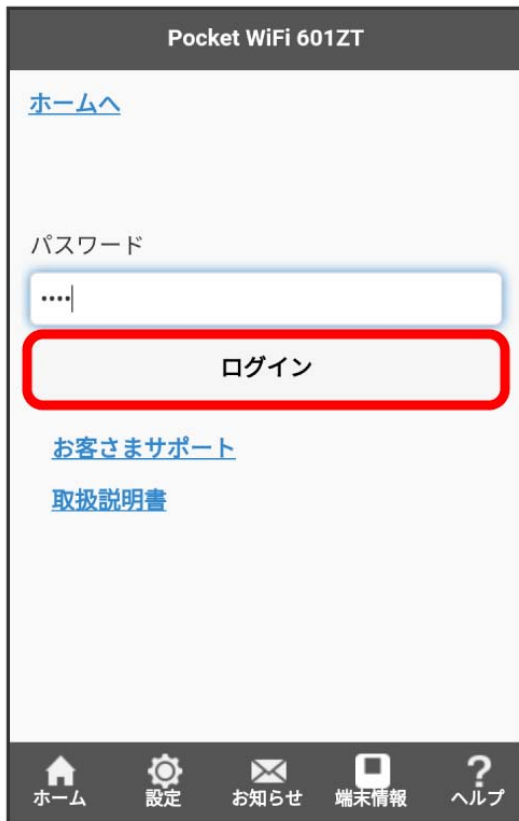 Pocket WiFi 601ZT
ホームへ
パスワード
••••
ログイン
お客さまサポート
取扱説明書
ホーム 設定 お知らせ 端末情報 ヘルプ